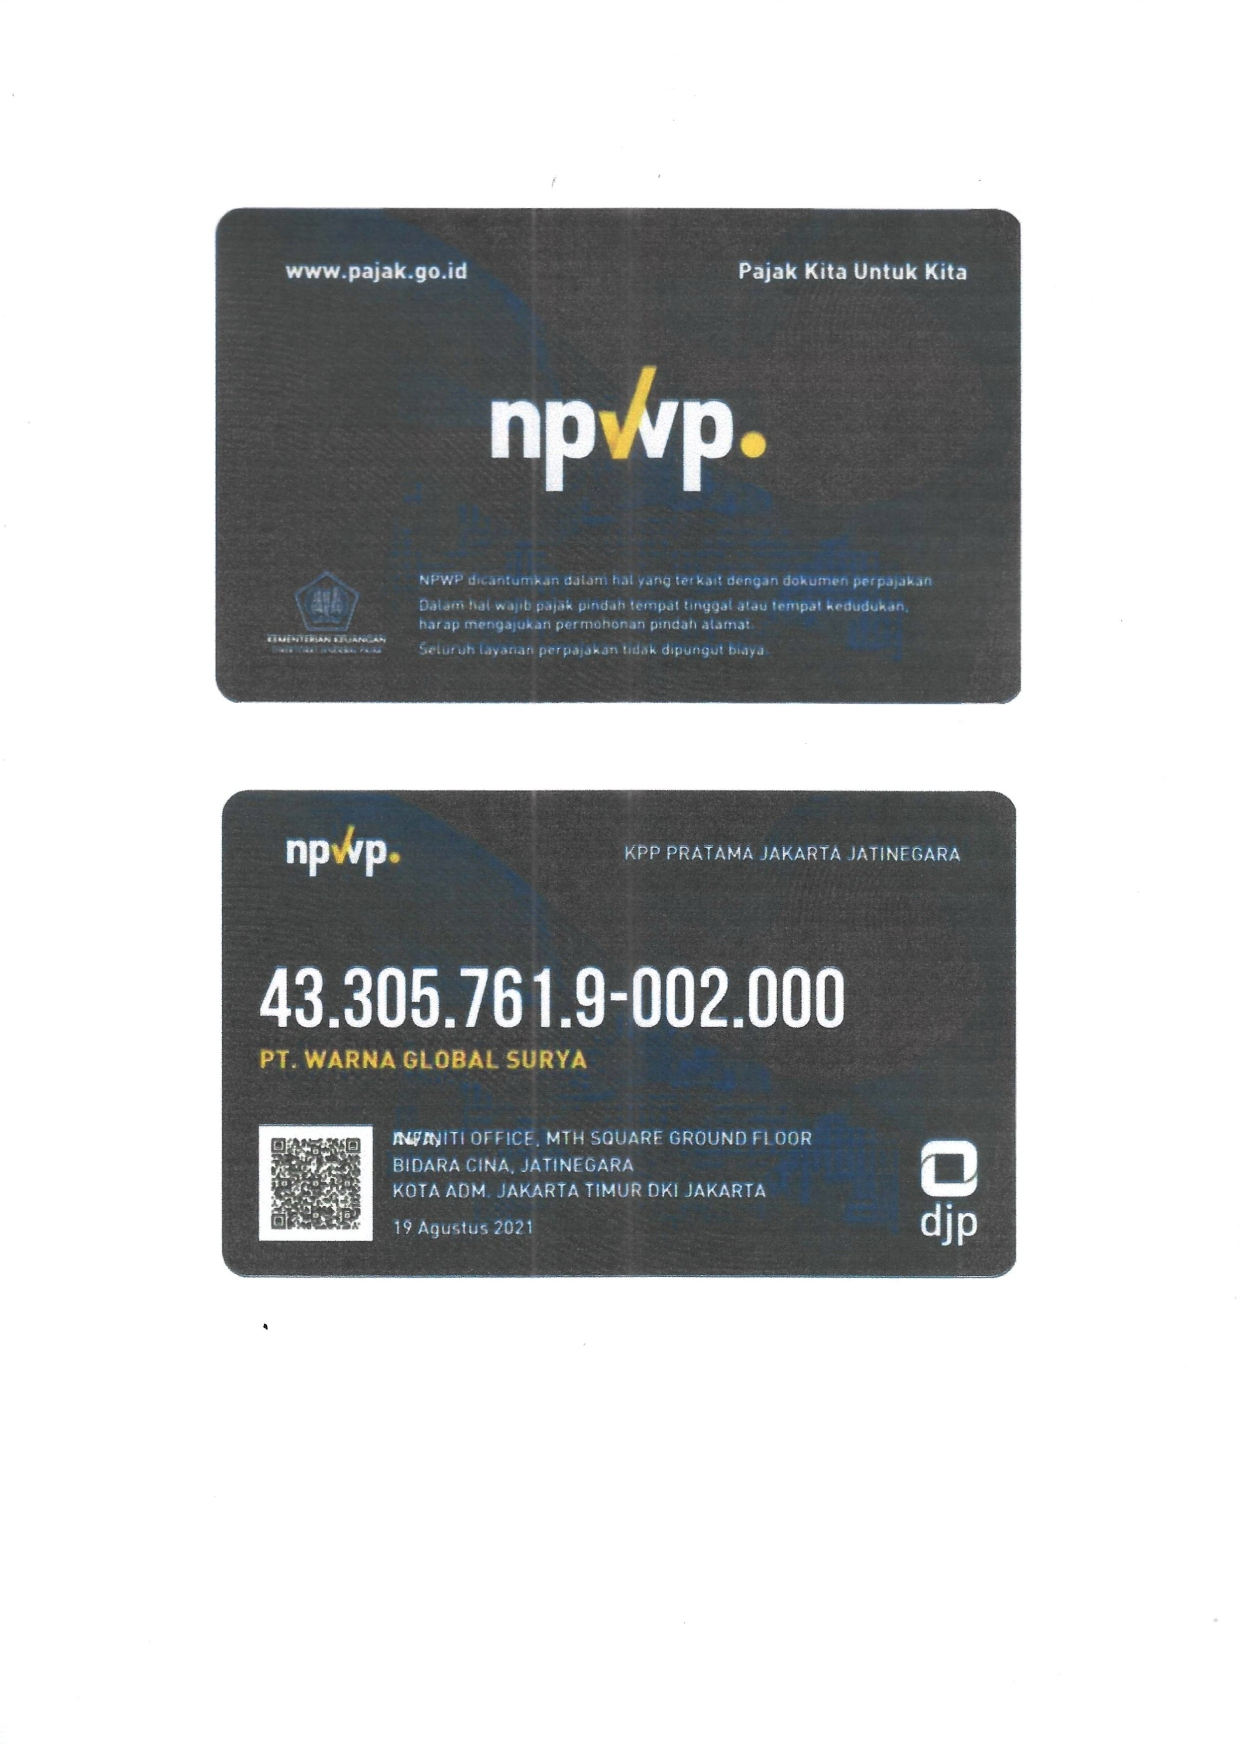 www.pajak.go.id
Pajak Kita Untuk Kita
npwp.
NPWP dicantumkan dalam hal yang terkait dengan dokumen perpajakan
Dalam hal wajib pajak pindah tempat tinggal atau tempat kedudukan,
harap mengajukan permohonan pindah alamat.
Seluruh layanan perpajakan tidak dipungut biaya.
KEMENTERIAN KEUANGAN
npwp.
KPP PRATAMA JAKARTA JATINEGARA
43.305.761.9-002.000
PT. WARNA GLOBAL SURYA
OFFICE, MTH SQUARE GROUND FLOOR
BIDARA CINA, JATINEGARA
KOTA ADM. JAKARTA TIMUR DKI JAKARTA
19 Agustus 2021
djp